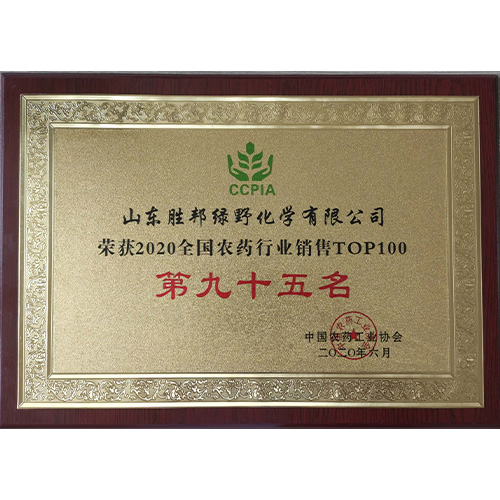 CCPIA
山东胜邦绿野化学有限公司
荣获2020全国农药行业销售TOP100
第九十五名
中国农药工业协会
二〇二〇年六月